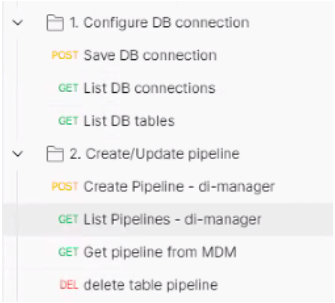 1. Configure DB connection
POST Save DB connection
GET List DB connections
GET List DB tables
2. Create/Update pipeline
POST Create Pipeline - di-manager
GET List Pipelines - di-manager
GET Get pipeline from MDM
DEL delete table pipeline